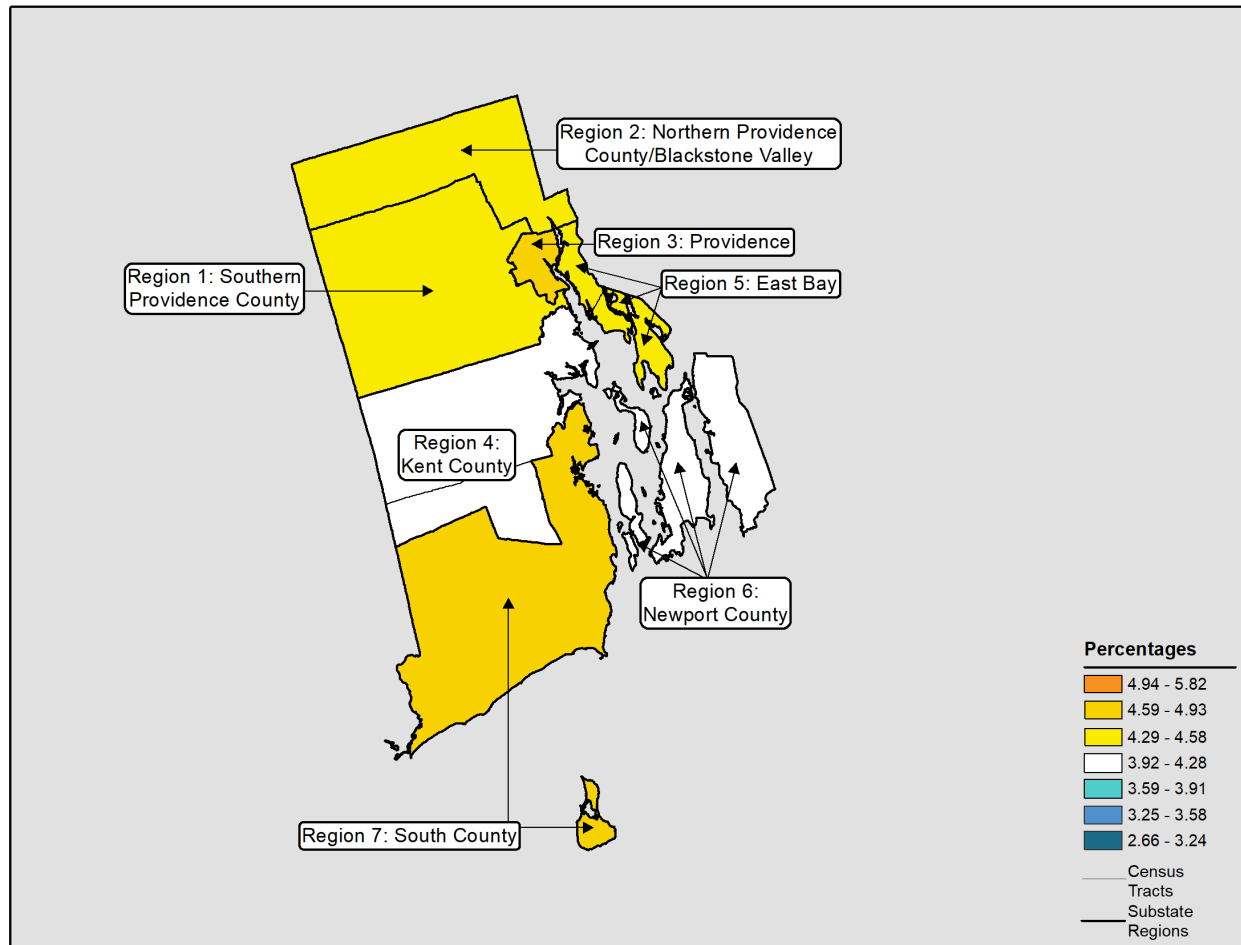 Region 2: Northern Providence
County/Blackstone Valley
Region 3: Providence
Region 1: Southern
Providence County
Region 5: East Bay
Region 4:
Kent County
Region 6:
Newport County
Region 7: South County
Percentages
4.94 - 5.82
4.59 - 4.93
4.29 - 4.58
3.92 - 4.28
3.59 - 3.91
3.25 - 3.58
2.66 - 3.24
Census
Tracts
Substate
Regions